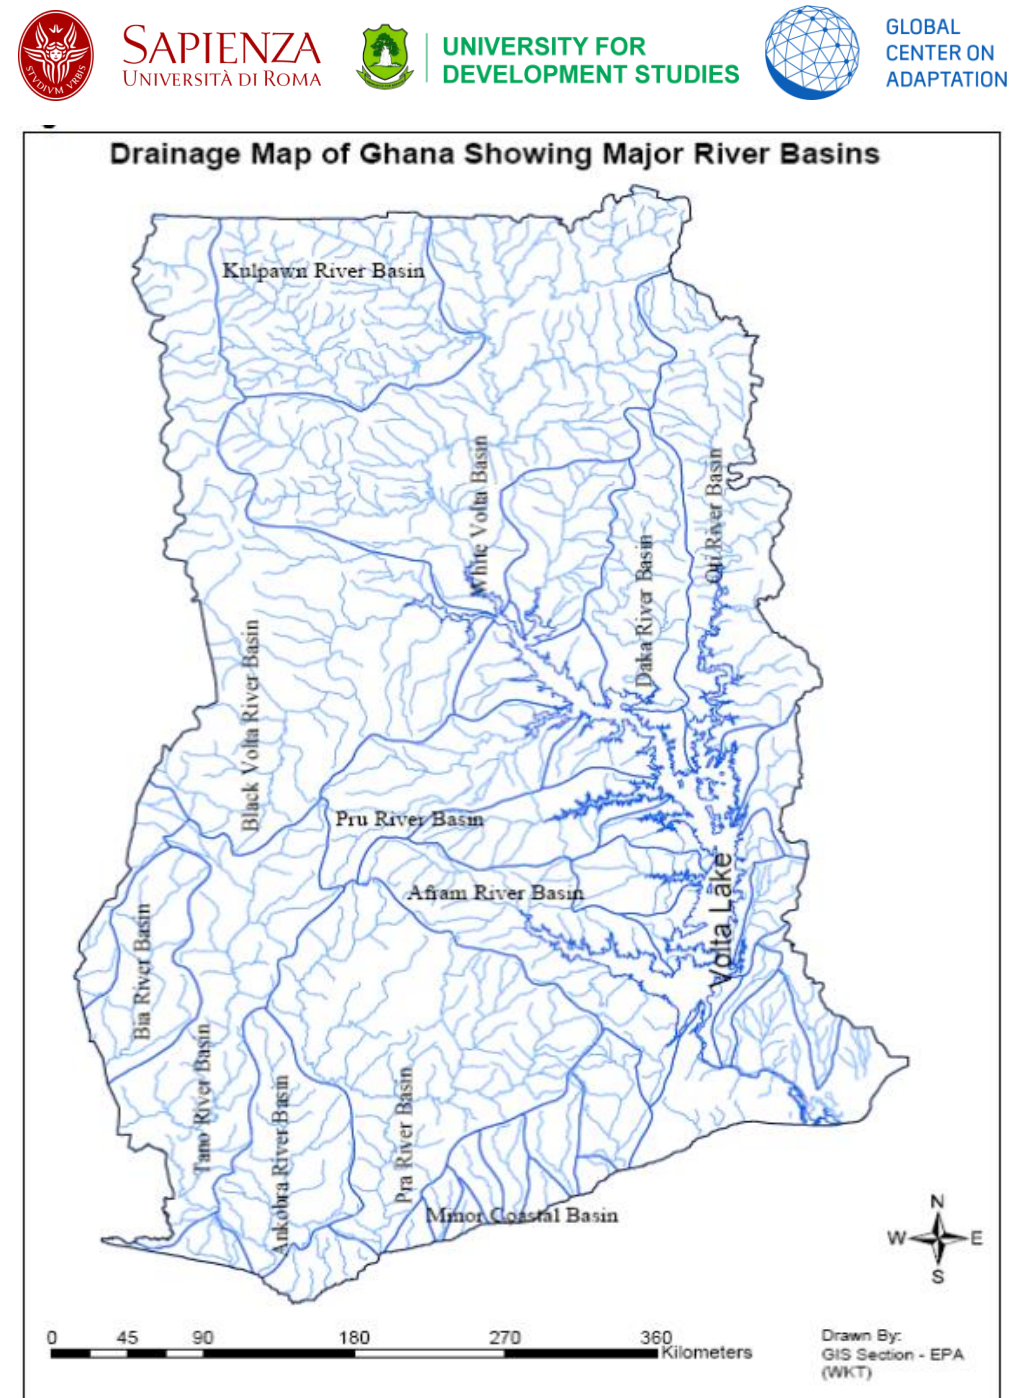 SAPIENZA
UNIVERSITÀ DI ROMA
STVDIVM VRBIS
UNIVERSITY FOR
DEVELOPMENT STUDIES
GLOBAL
CENTER ON
ADAPTATION
Drainage Map of Ghana Showing Major River Basins
Kulpawn River Basin
White Volta Basin
Oti River Basin
Daka River Basin
Black Volta River Basin
Pru River Basin
Afram River Basin
Volta Lake
Bia River Basin
Tano River Basin
Ankobra River Basin
Pra River Basin
Minor Coastal Basin
N
W E
S
0 45 90 180 270 360
Kilometers
Drawn By:
GIS Section - EPA
(WKT)